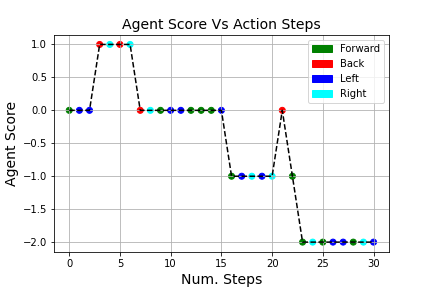 Agent Score Vs Action Steps
Agent Score
1.0
0.5
0.0
−0.5
−1.0
−1.5
−2.0
Forward
Back
Left
Right
0 5 10 15 20 25 30
Num. Steps